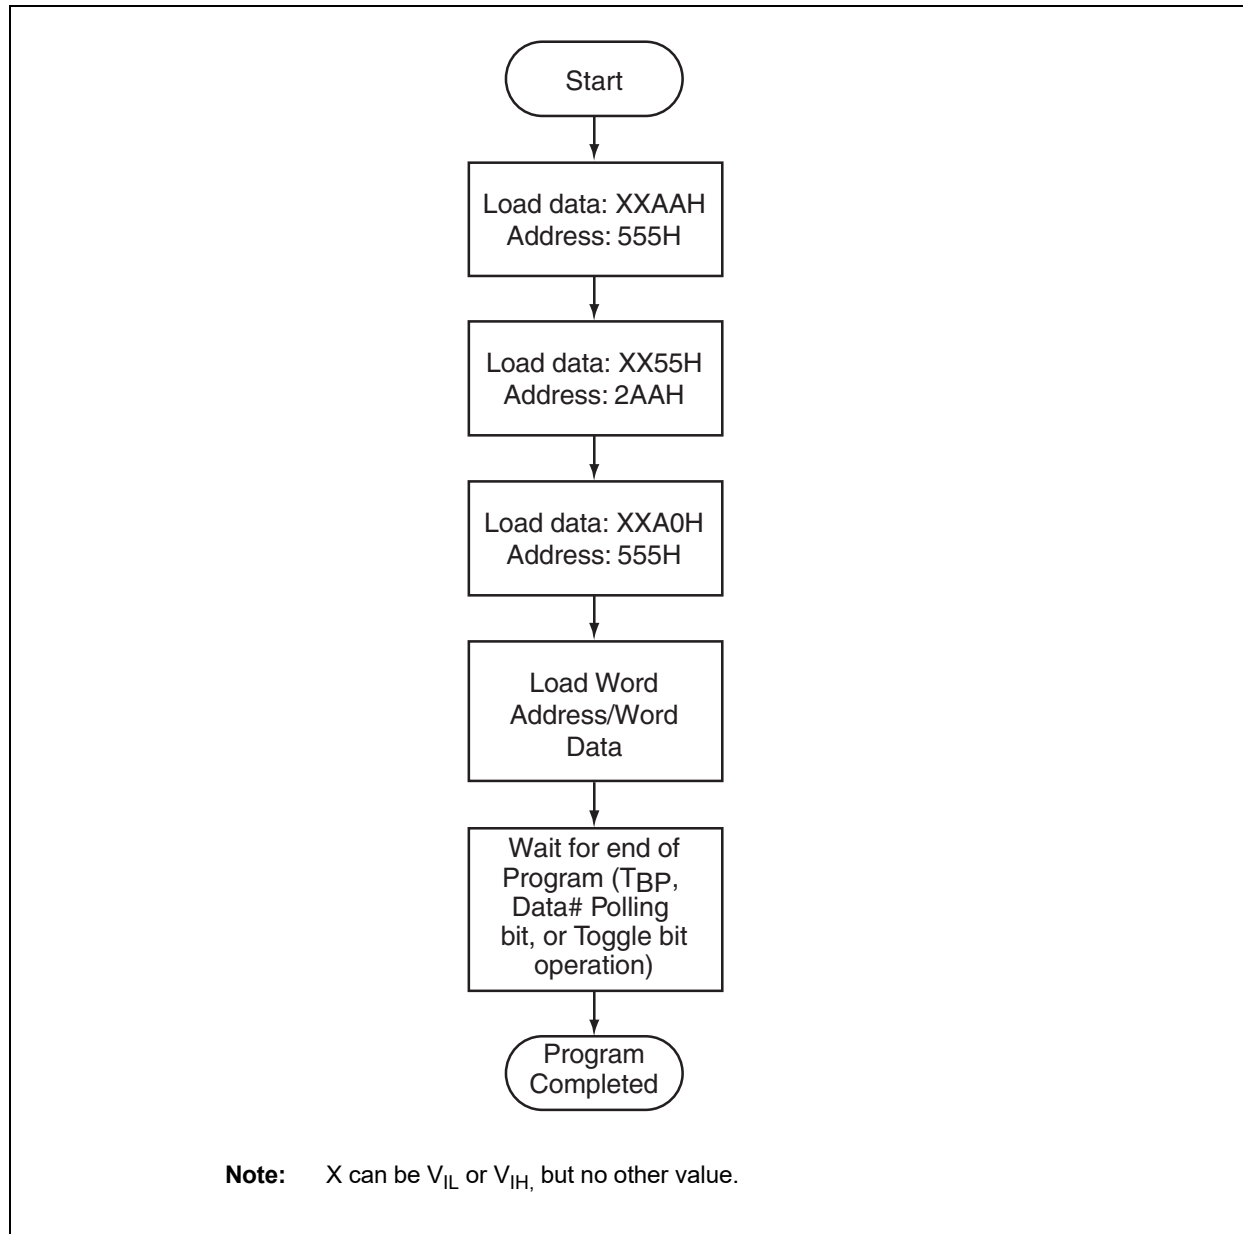 Start
Load data: XXAAH
Address: 555H
Load data: XX55H
Address: 2AAH
Load data: XXA0H
Address: 555H
Load Word
Address/Word
Data
Wait for end of
Program (TBP,
Data# Polling
bit, or Toggle bit
operation)
Program
Completed
Note: X can be VIL or VIH, but no other value.